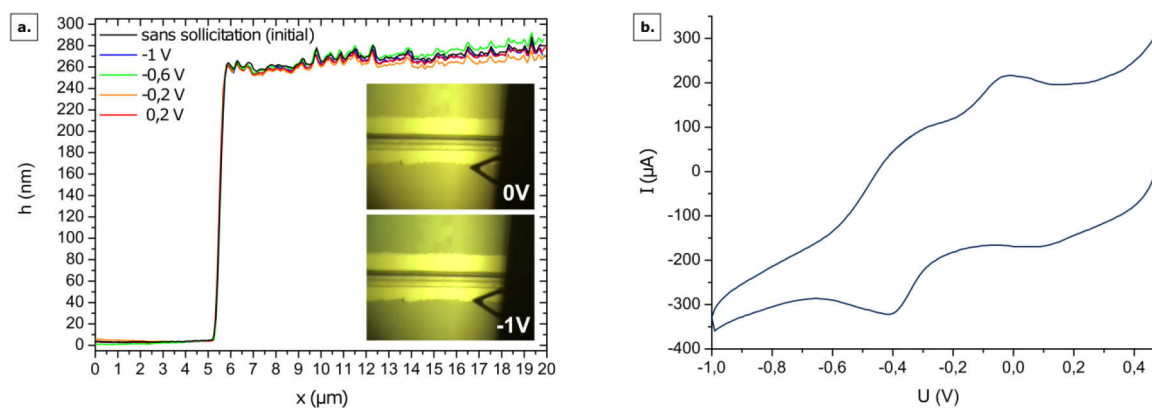 a.
300
280
260
240
220
200
180
160
140
120
100
80
60
40
20
0
h (nm)
sans sollicitation (initial)
-1 V
-0,6 V
-0,2 V
0,2 V
0V
-1V
0 1 2 3 4 5 6 7 8 9 10 11 12 13 14 15 16 17 18 19 20
x (µm)
b.
300
200
100
0
-100
-200
-300
-400
I (µA)
-1,0 -0,8 -0,6 -0,4 -0,2 0,0 0,2 0,4
U (V)